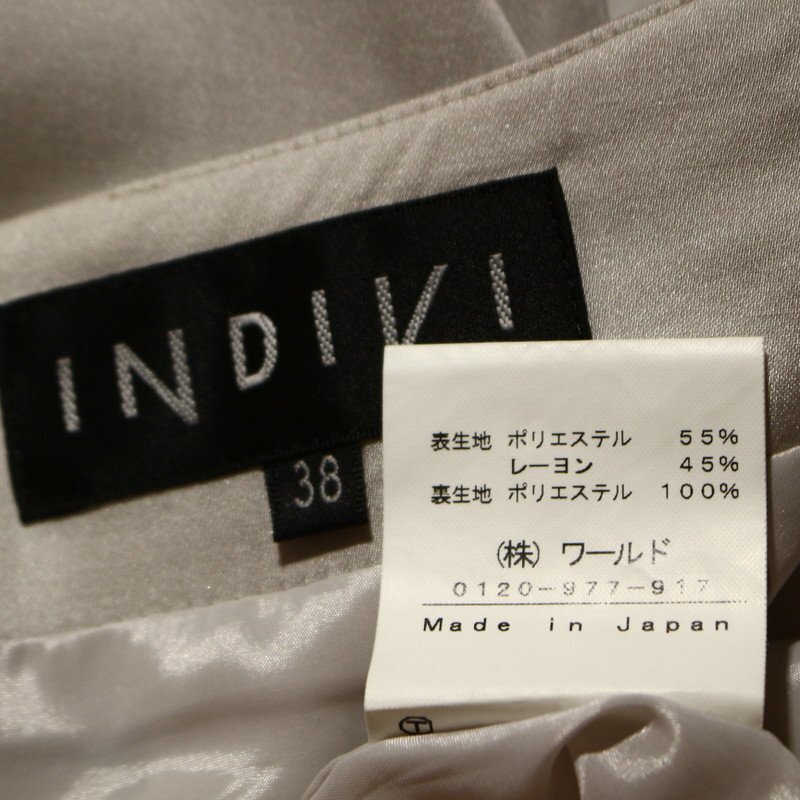 INDIVI
38
表生地 ポリエステル 55%
レーヨン 45%
裏生地 ポリエステル 100%
(株) ワールド
0120-977-917
Made in Japan
T